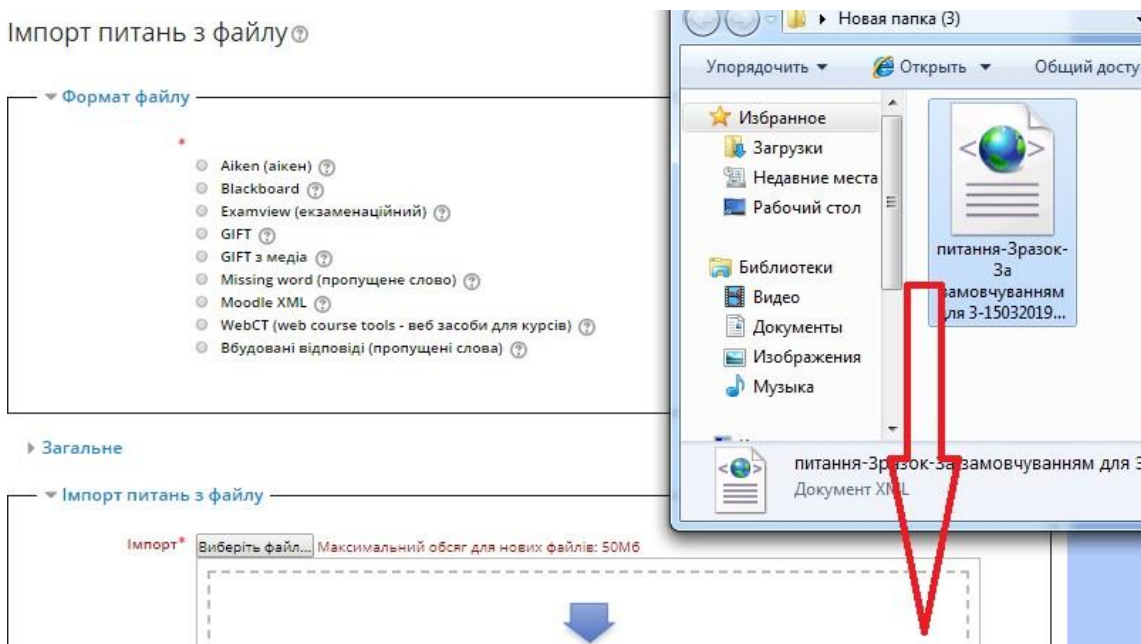 Імпорт питань з файлу
Формат файлу
*
Aiken (аікен)
Blackboard
Examview (екзаменаційний)
GIFT
GIFT з медіа
Missing word (пропущене слово)
Moodle XML
WebCT (web course tools - веб засоби для курсів)
Вбудовані відповіді (пропущені слова)
Загальне
Імпорт питань з файлу
Імпорт* Виберіть файл... Максимальний обсяг для нових файлів: 50Мб
Новая папка (3)
Упорядочить Открыть Общий досту
Избранное
Загрузки
Недавние места
Рабочий стол
Библиотеки
Видео
Документы
Изображения
Музыка
питання-Зразок-
За
замовчуванням
для З-15032019...
питання-Зразок-За замовчуванням для З
Документ XML